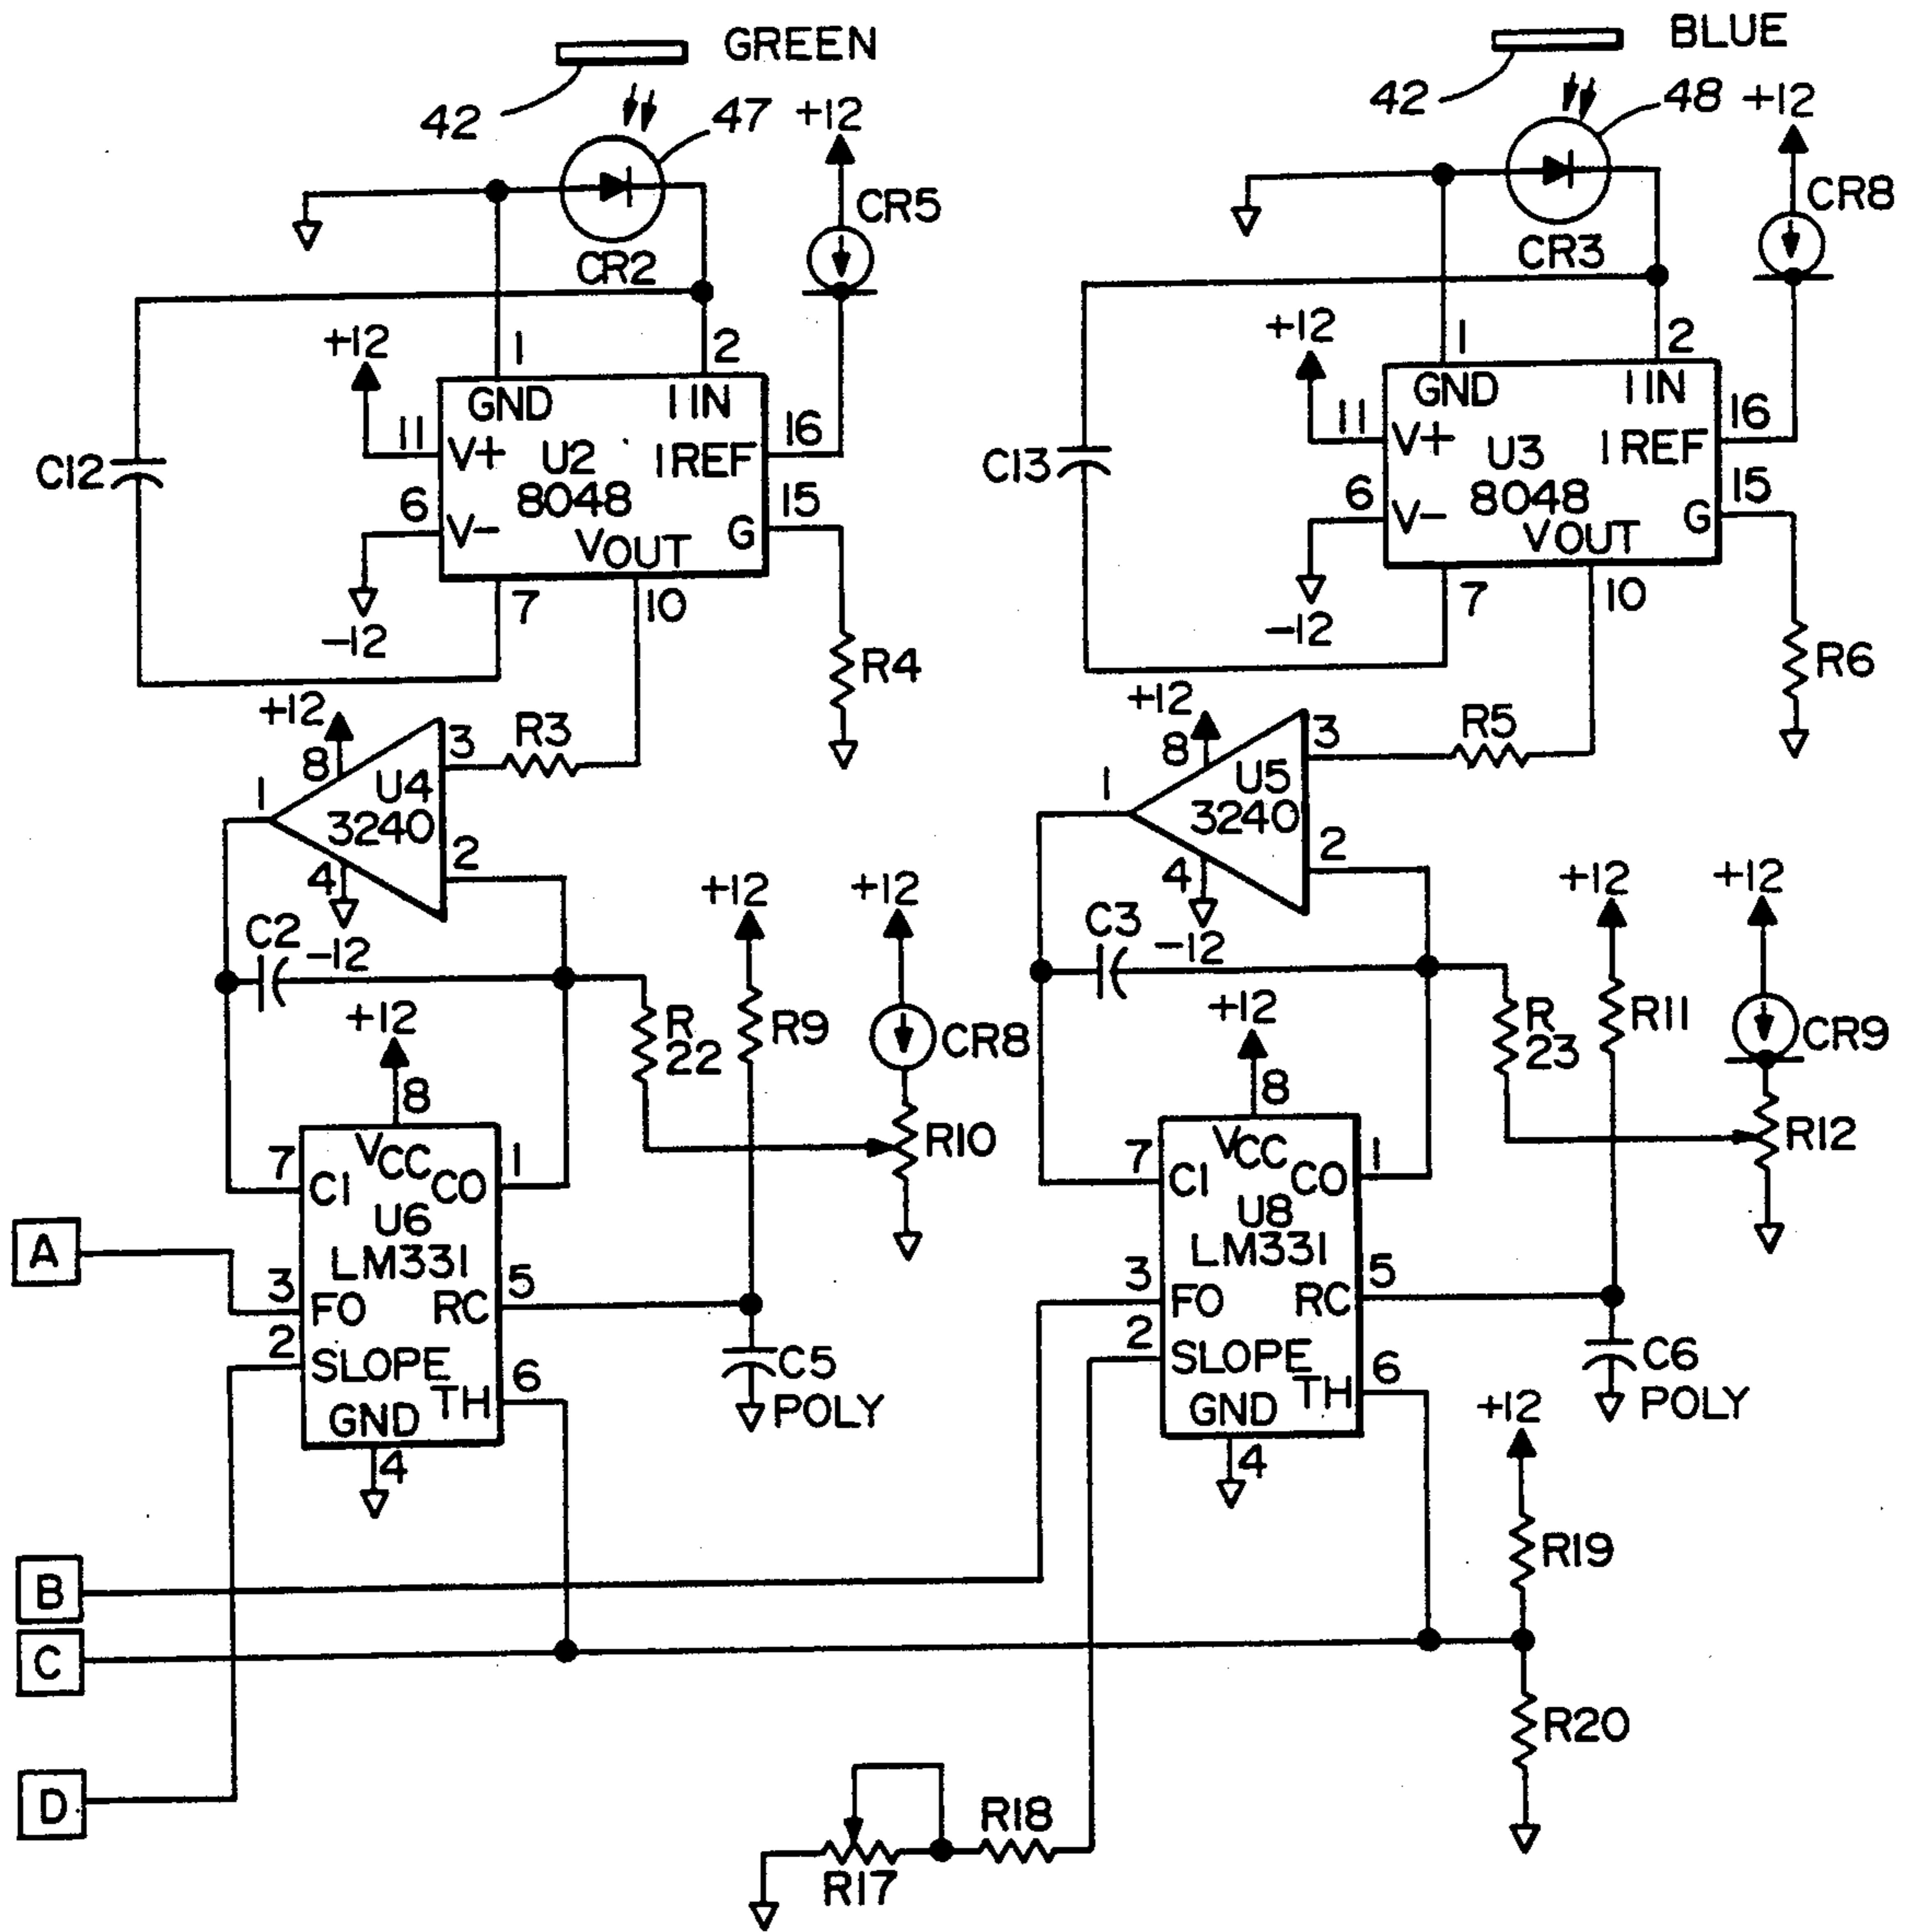 GREEN
42
47
+12
CR5
CR2
+12
1
2
GND
I IN
11
V+
U2
I REF
16
8048
15
6
V-
VOUT
G
C12
-12
7
10
R4
+12
8
3
R3
U4
3240
1
2
4
-12
C2
+12
+12
R9
R
22
CR8
R10
+12
8
7
VCC
1
CI
CO
U6
LM331
3
5
FO
RC
2
SLOPE
6
TH
GND
4
C5
POLY
BLUE
42
48
+12
CR8
CR3
+12
1
2
GND
I IN
11
V+
U3
I REF
16
8048
15
6
V-
VOUT
G
C13
-12
7
10
R6
+12
8
3
R5
U5
3240
1
2
4
-12
C3
+12
+12
R11
R
23
CR9
R12
+12
8
7
VCC
1
CI
CO
U8
LM331
3
5
FO
RC
2
SLOPE
6
TH
GND
4
C6
POLY
+12
R19
R20
A
B
C
D
R18
R17